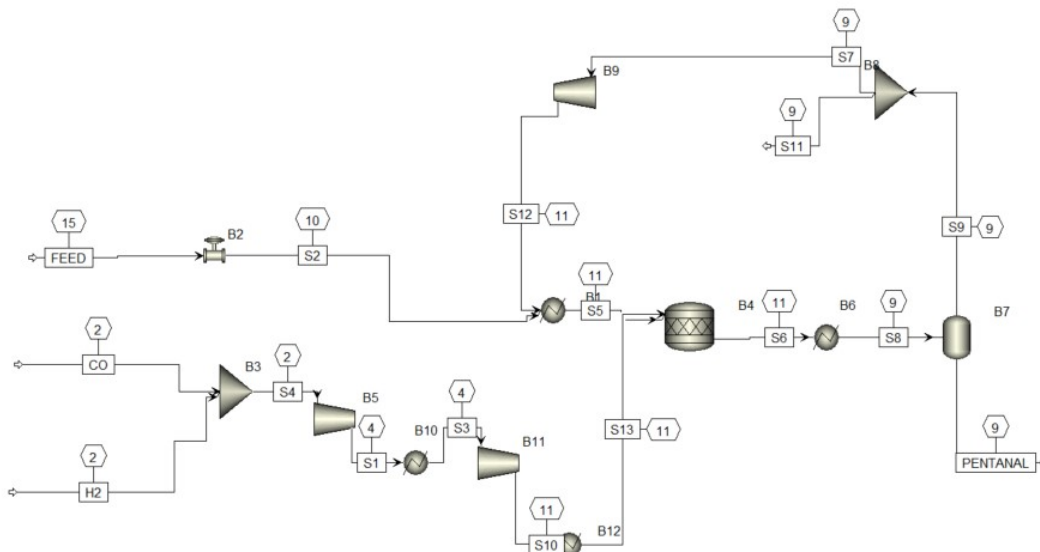 9
S7
B8
B9
9
S11
15
FEED
B2
10
S2
S12
11
S9
9
11
B1
S5
B4
11
S6
B6
9
S8
B7
2
CO
B3
2
S4
B5
4
S1
B10
4
S3
B11
S13
11
9
PENTANAL
2
H2
11
S10
B12